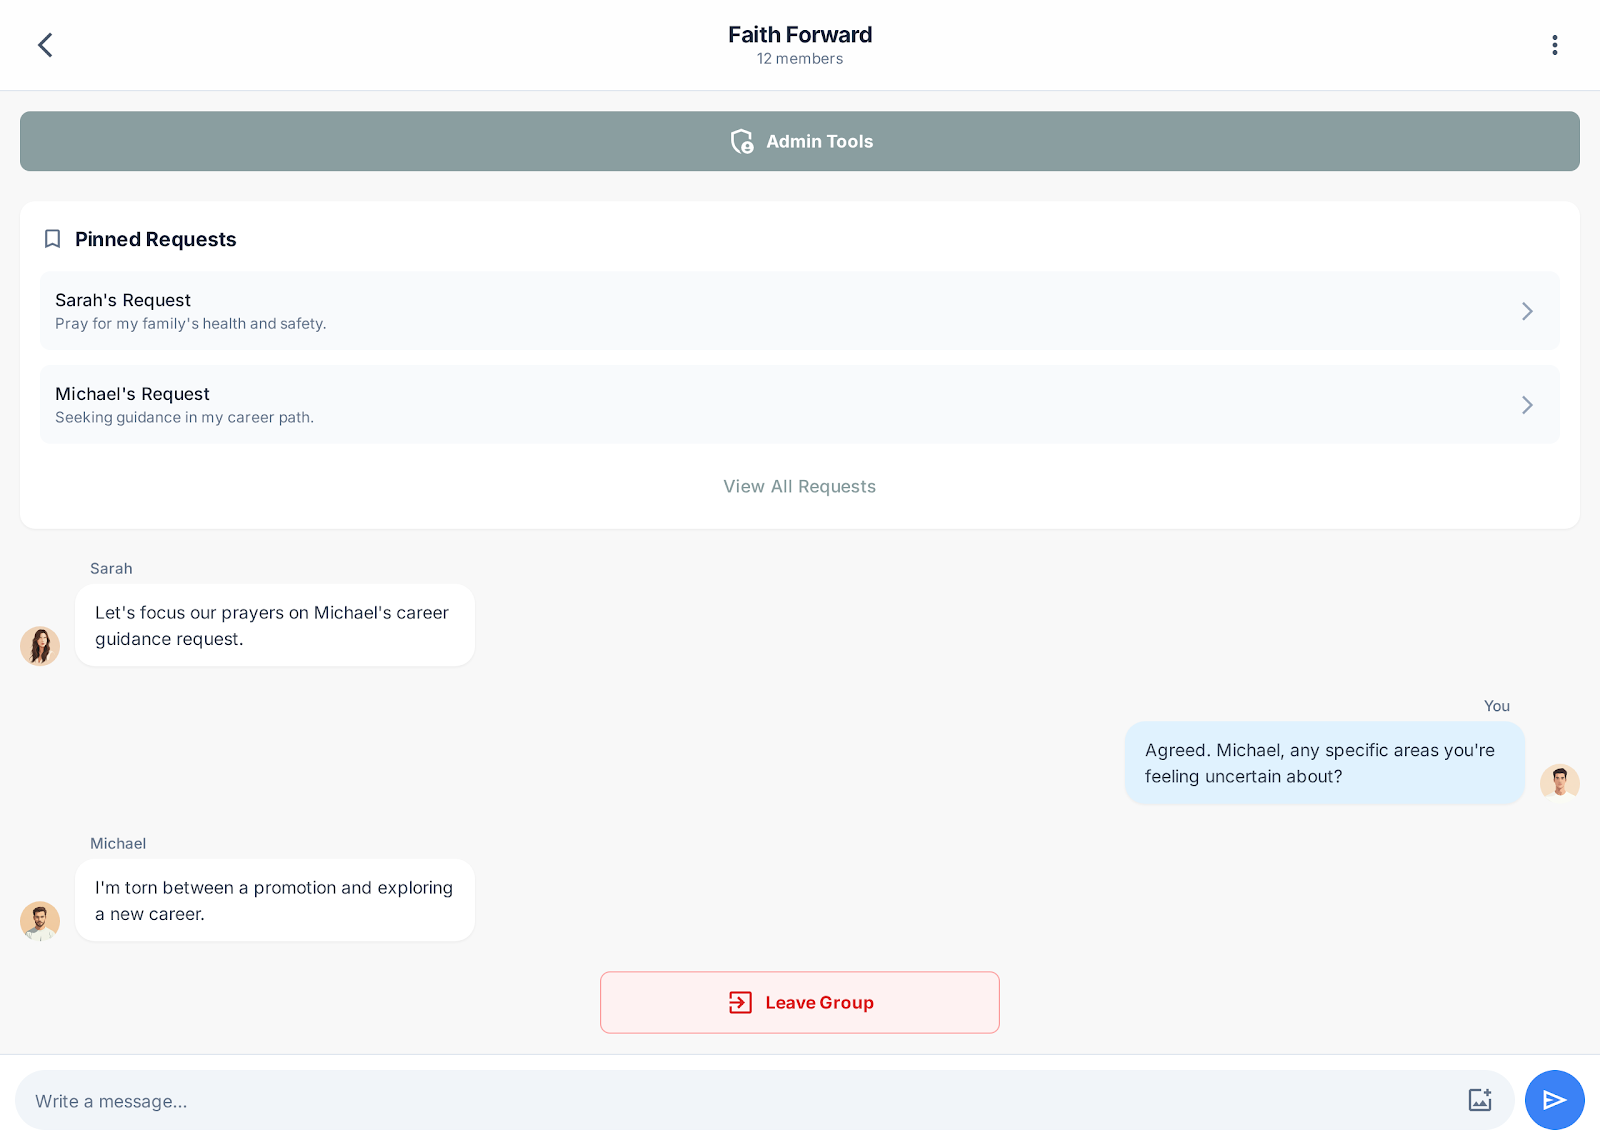 Faith Forward
12 members
Admin Tools
Pinned Requests
Sarah's Request
Pray for my family's health and safety.
Michael's Request
Seeking guidance in my career path.
View All Requests
Sarah
Let's focus our prayers on Michael's career
guidance request.
You
Agreed. Michael, any specific areas you're
feeling uncertain about?
Michael
I'm torn between a promotion and exploring
a new career.
Leave Group
Write a message...